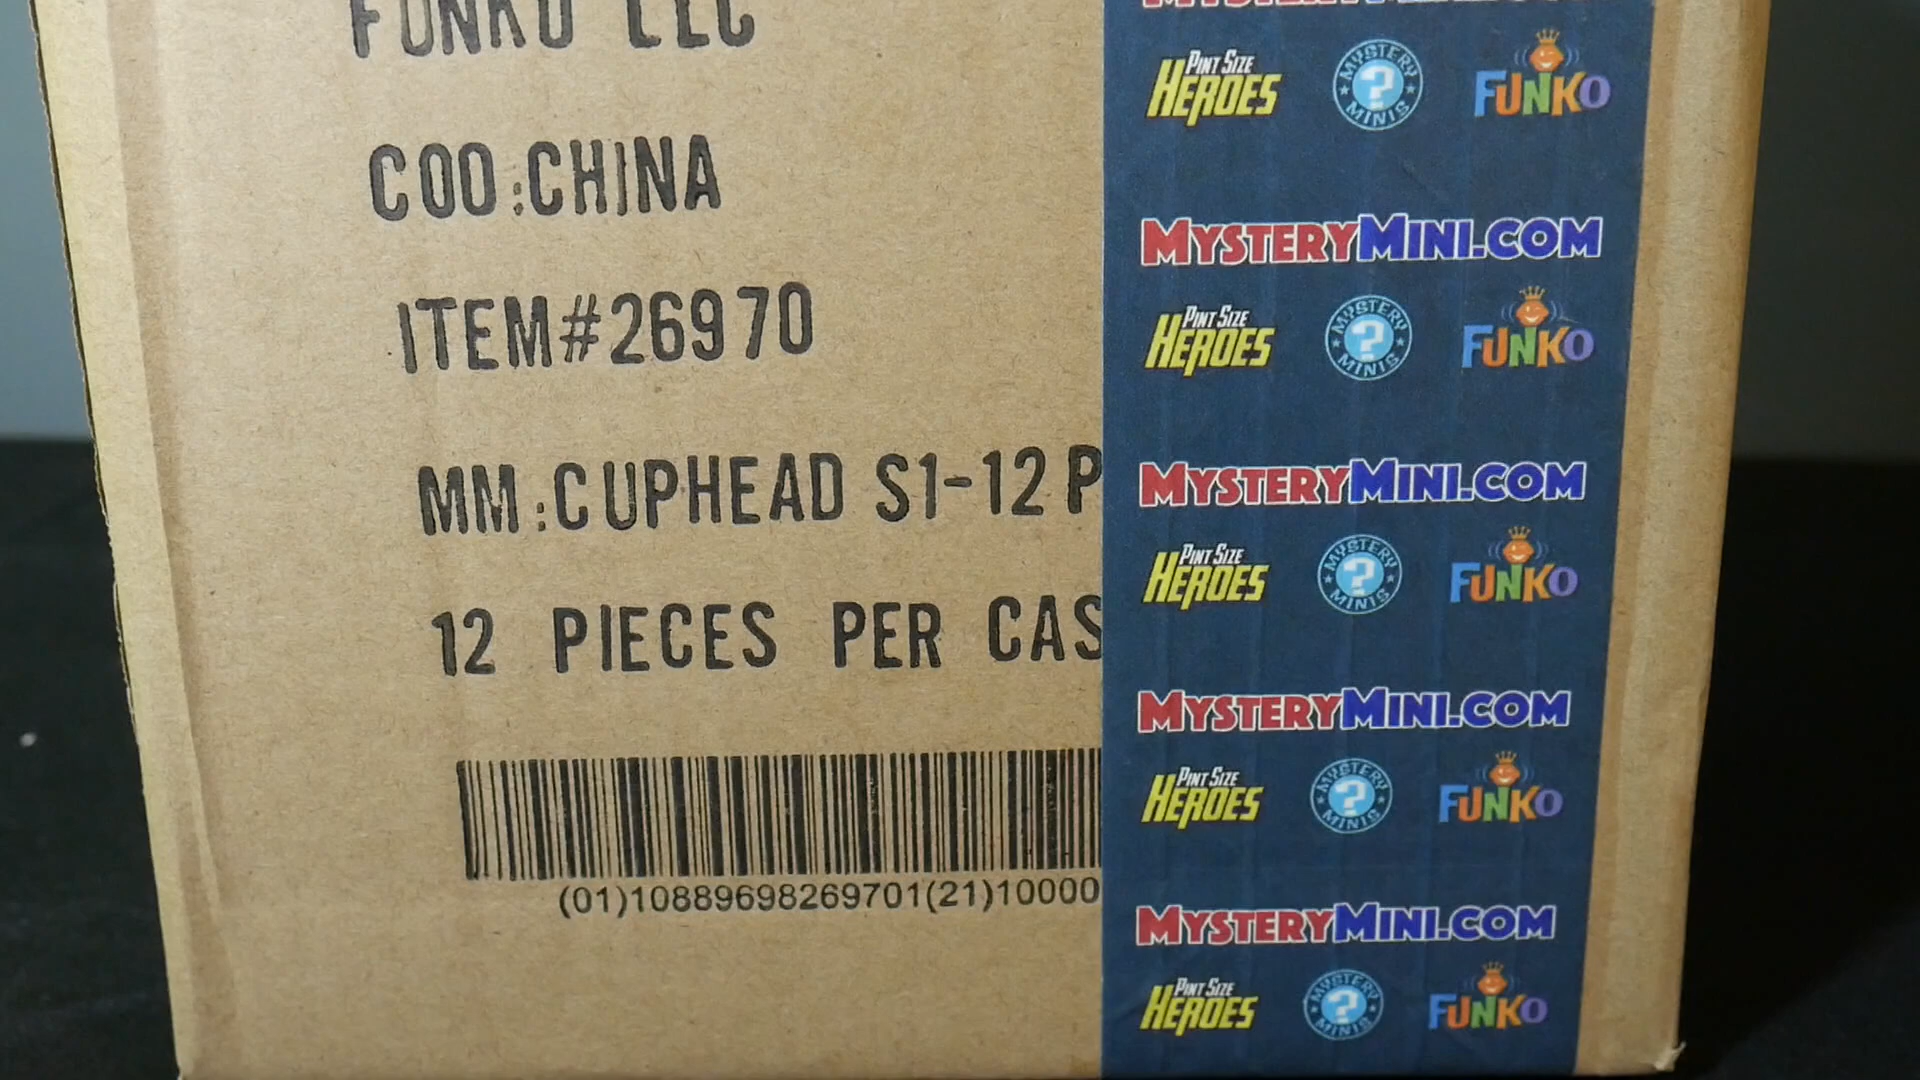 FUNKO LLC
COO:CHINA
ITEM#26970
MM:CUPHEAD S1-12 P
12 PIECES PER CAS
(01)10889698269701(21)10000
MYSTERYMINI.COM
PINT SIZE HEROES
MYSTERY ? MINIS
FUNKO
MYSTERYMINI.COM
PINT SIZE HEROES
MYSTERY ? MINIS
FUNKO
MYSTERYMINI.COM
PINT SIZE HEROES
MYSTERY ? MINIS
FUNKO
MYSTERYMINI.COM
PINT SIZE HEROES
MYSTERY ? MINIS
FUNKO
MYSTERYMINI.COM
PINT SIZE HEROES
MYSTERY ? MINIS
FUNKO